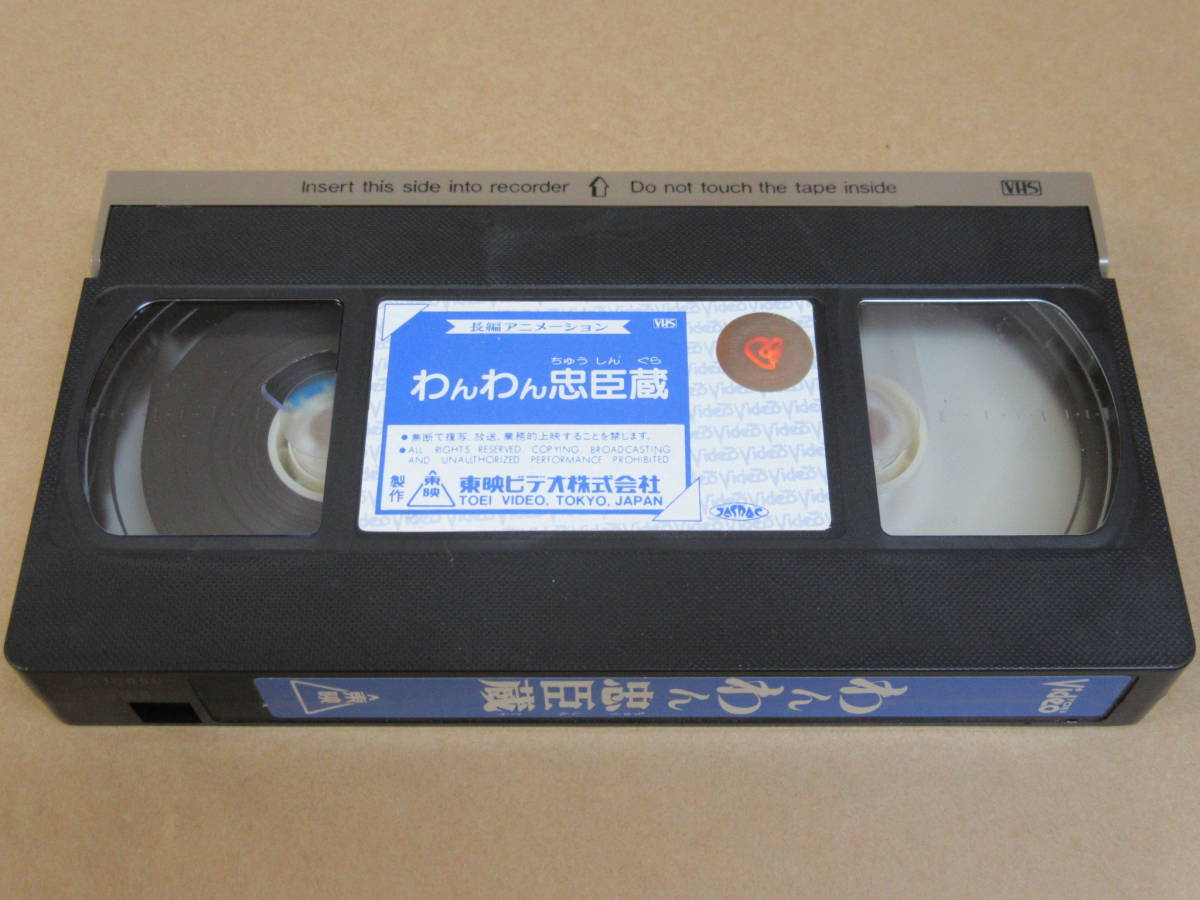 Insert this side into recorder ⇧ Do not touch the tape inside VHS
長編アニメーション VHS
ちゅう しん ぐら
わんわん忠臣蔵
●無断で複写、放送、業務的上映することを禁じます。
●ALL RIGHTS RESERVED. COPYING, BROADCASTING
AND UNAUTHORIZED PERFORMANCE PROHIBITED
製作 東映 東映ビデオ株式会社
TOEI VIDEO, TOKYO, JAPAN
JASRAC
東映 わんわん忠臣蔵 TOEI Video